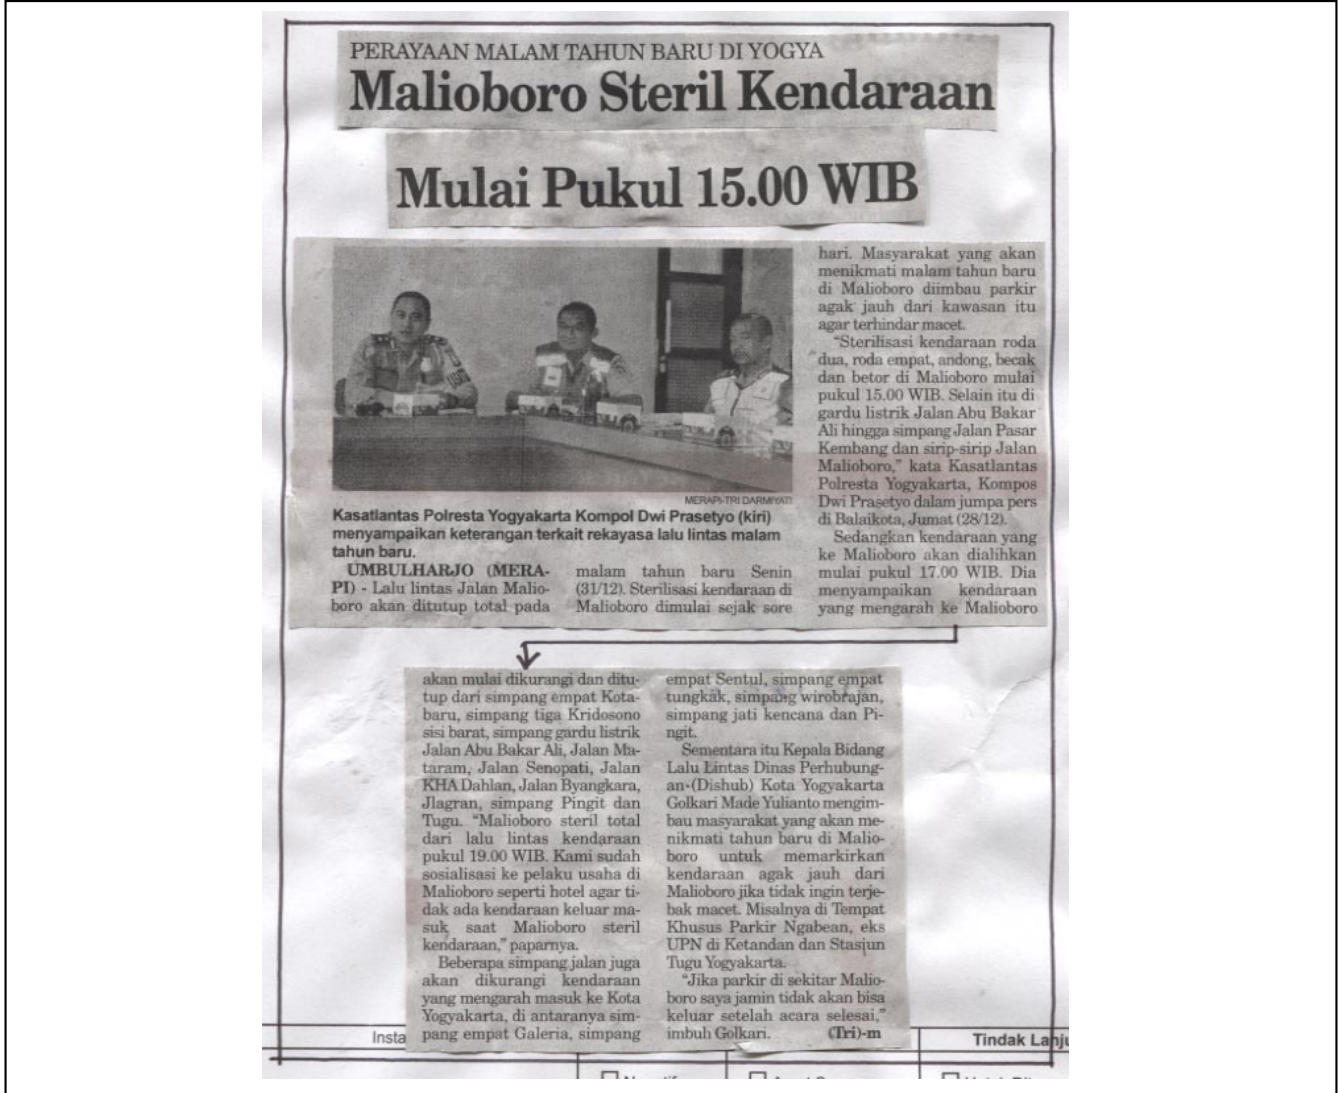 PERAYAAN MALAM TAHUN BARU DI YOGYA
Malioboro Steril Kendaraan
Mulai Pukul 15.00 WIB
MERAPI-TRI DARMIYATI
Kasatlantas Polresta Yogyakarta Kompol Dwi Prasetyo (kiri)
menyampaikan keterangan terkait rekayasa lalu lintas malam
tahun baru.
UMBULHARJO (MERA-
PI) - Lalu lintas Jalan Malio-
boro akan ditutup total pada
malam tahun baru Senin
(31/12). Sterilisasi kendaraan di
Malioboro dimulai sejak sore
hari. Masyarakat yang akan
menikmati malam tahun baru
di Malioboro diimbau parkir
agak jauh dari kawasan itu
agar terhindar macet.
"Sterilisasi kendaraan roda
dua, roda empat, andong, becak
dan betor di Malioboro mulai
pukul 15.00 WIB. Selain itu di
gardu listrik Jalan Abu Bakar
Ali hingga simpang Jalan Pasar
Kembang dan sirip-sirip Jalan
Malioboro," kata Kasatlantas
Polresta Yogyakarta, Kompos
Dwi Prasetyo dalam jumpa pers
di Balaikota, Jumat (28/12).
Sedangkan kendaraan yang
ke Malioboro akan dialihkan
mulai pukul 17.00 WIB. Dia
menyampaikan kendaraan
yang mengarah ke Malioboro
akan mulai dikurangi dan ditu-
tup dari simpang empat Kota-
baru, simpang tiga Kridosono
sisi barat, simpang gardu listrik
Jalan Abu Bakar Ali, Jalan Ma-
taram, Jalan Senopati, Jalan
KHA Dahlan, Jalan Byangkara,
Jlagran, simpang Pingit dan
Tugu. "Malioboro steril total
dari lalu lintas kendaraan
pukul 19.00 WIB. Kami sudah
sosialisasi ke pelaku usaha di
Malioboro seperti hotel agar ti-
dak ada kendaraan keluar ma-
suk saat Malioboro steril
kendaraan," paparnya.
Beberapa simpang jalan juga
akan dikurangi kendaraan
yang mengarah masuk ke Kota
Yogyakarta, di antaranya sim-
pang empat Galeria, simpang
empat Sentul, simpang empat
tungkak, simpang wirobrajan,
simpang jati kencana dan Pi-
ngit.
Sementara itu Kepala Bidang
Lalu Lintas Dinas Perhubung-
an (Dishub) Kota Yogyakarta
Golkari Made Yulianto mengim-
bau masyarakat yang akan me-
nikmati tahun baru di Malio-
boro untuk memarkirkan
kendaraan agak jauh dari
Malioboro jika tidak ingin terje-
bak macet. Misalnya di Tempat
Khusus Parkir Ngabean, eks
UPN di Ketandan dan Stasiun
Tugu Yogyakarta.
"Jika parkir di sekitar Malio-
boro saya jamin tidak akan bisa
keluar setelah acara selesai,"
imbuh Golkari. (Tri)-m
Insta
Tindak Lanju